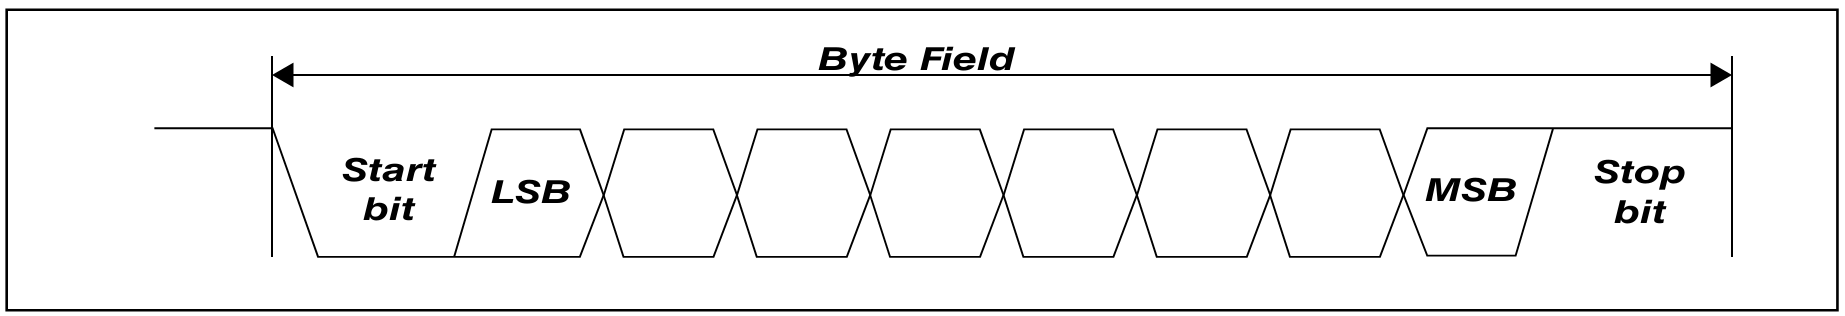 Byte Field
Start
bit
LSB
MSB
Stop
bit